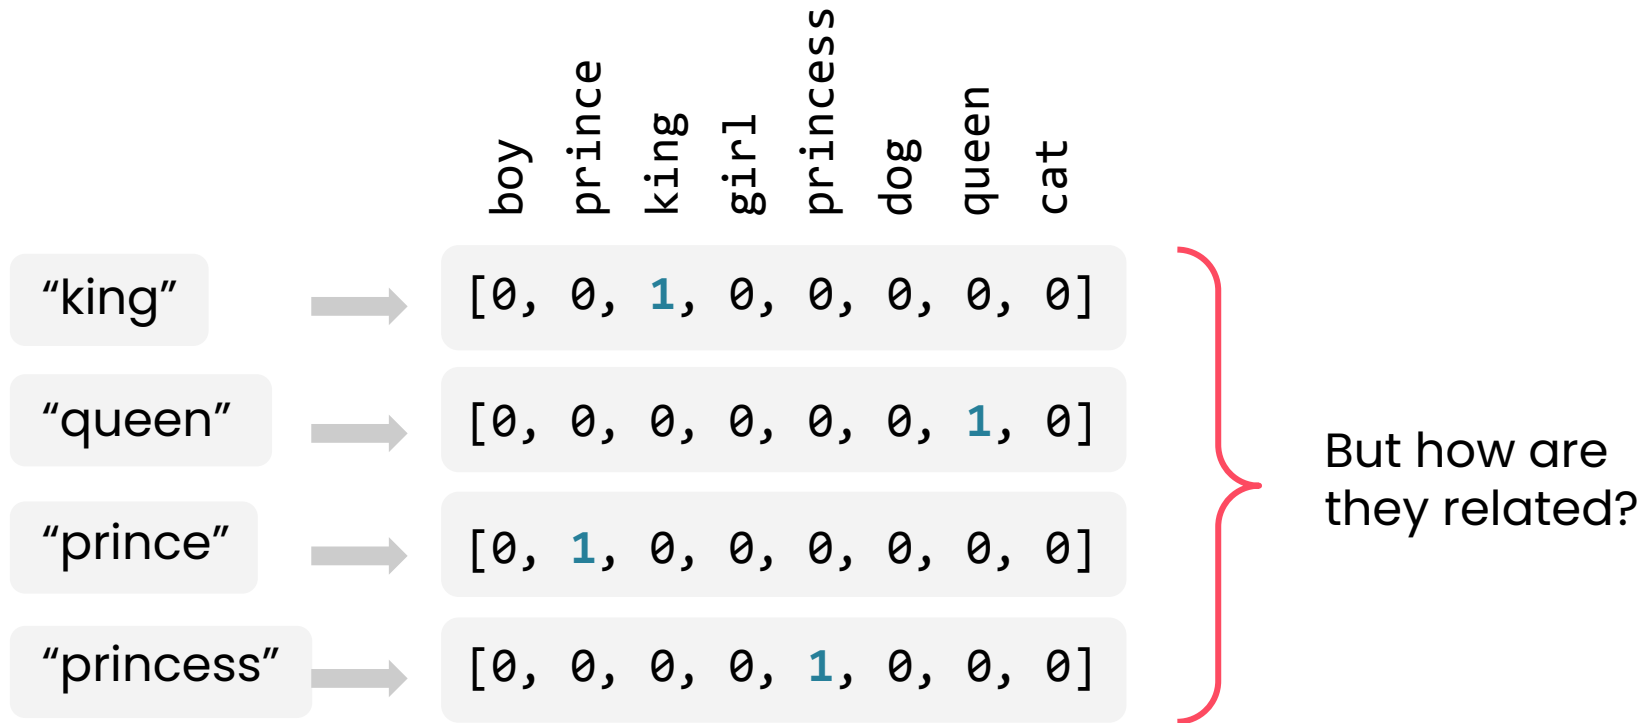 boy prince king girl princess dog queen cat
“king” [0, 0, 1, 0, 0, 0, 0, 0]
“queen” [0, 0, 0, 0, 0, 0, 1, 0]
“prince” [0, 1, 0, 0, 0, 0, 0, 0]
“princess” [0, 0, 0, 0, 1, 0, 0, 0]
But how are
they related?